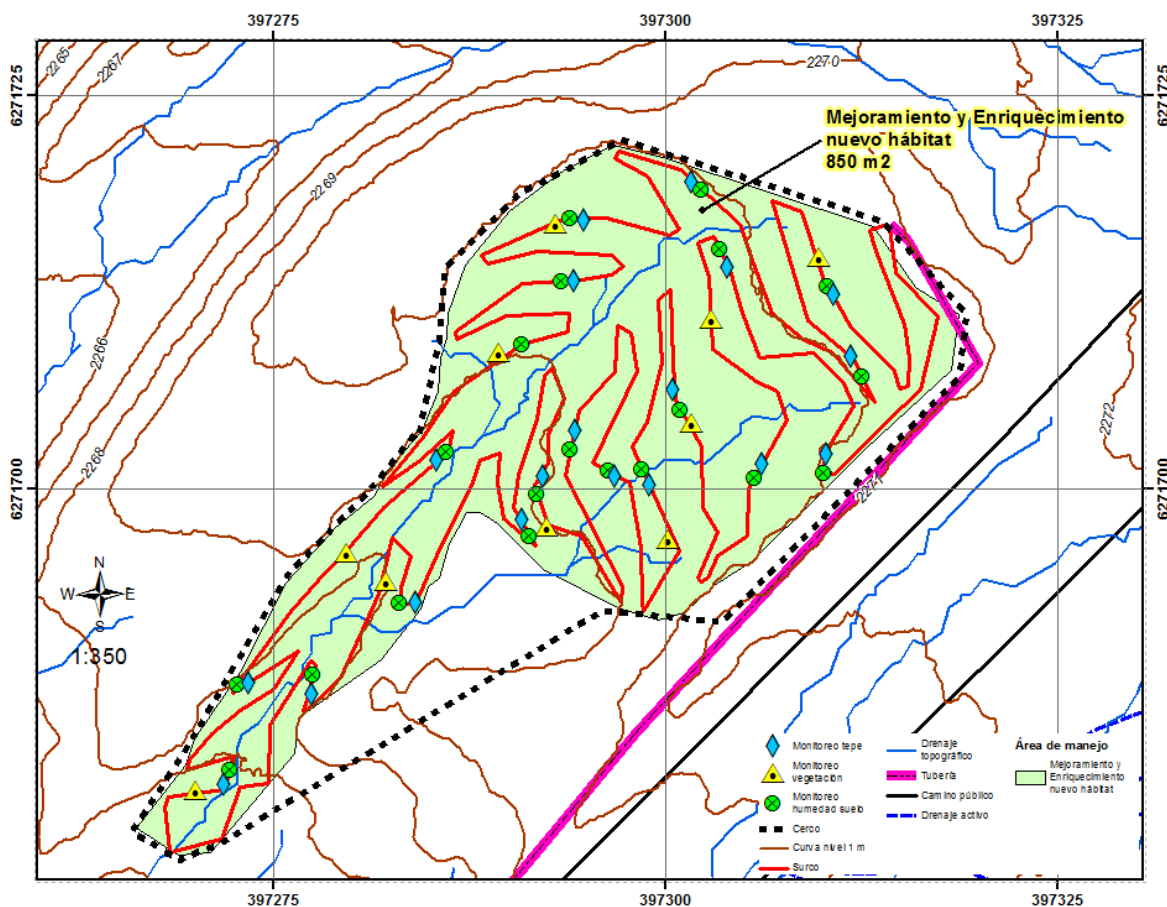 397275
397300
397325
6271725
6271725
2265
2267
2270
Mejoramiento y Enriquecimiento
nuevo hábitat
850 m2
2269
2266
2272
2268
6271700
6271700
2271
N
W E
S
1:350
Monitoreo tepe
Monitoreo
vegetación
Monitoreo
humedad suelo
Cerco
Curva nivel 1 m
Surco
Drenaje
topográfico
Tubería
Camino público
Drenaje activo
Área de manejo
Mejoramiento y
Enriquecimiento
nuevo hábitat
397275
397300
397325